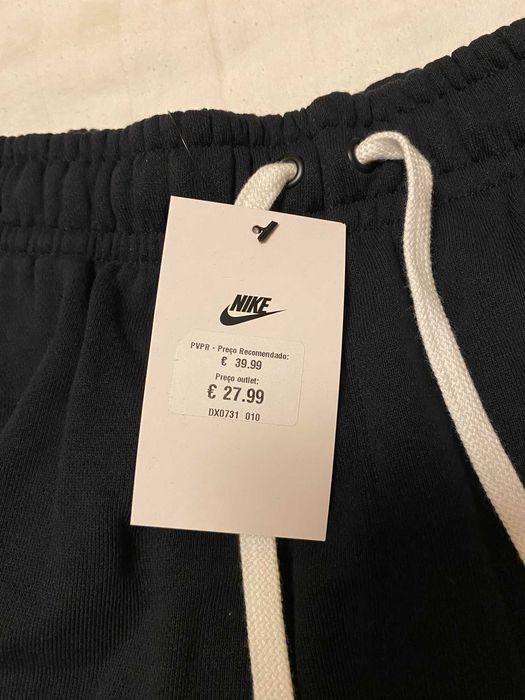 NIKE
PVPR - Preço Recomendado:
€ 39.99
Preço outlet:
€ 27.99
DX0731 010